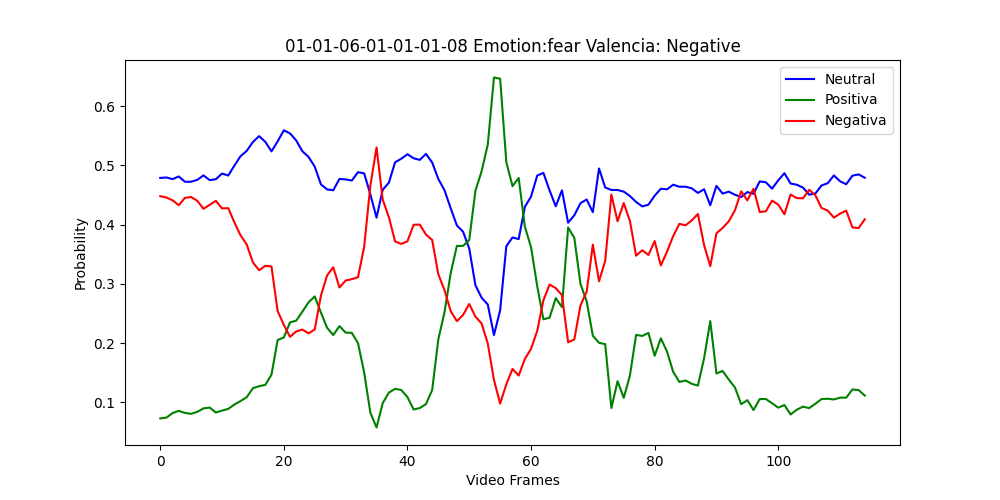 01-01-06-01-01-01-08 Emotion:fear Valencia: Negative
Neutral
Positiva
Negativa
Probability
0.6
0.5
0.4
0.3
0.2
0.1
0 20 40 60 80 100
Video Frames